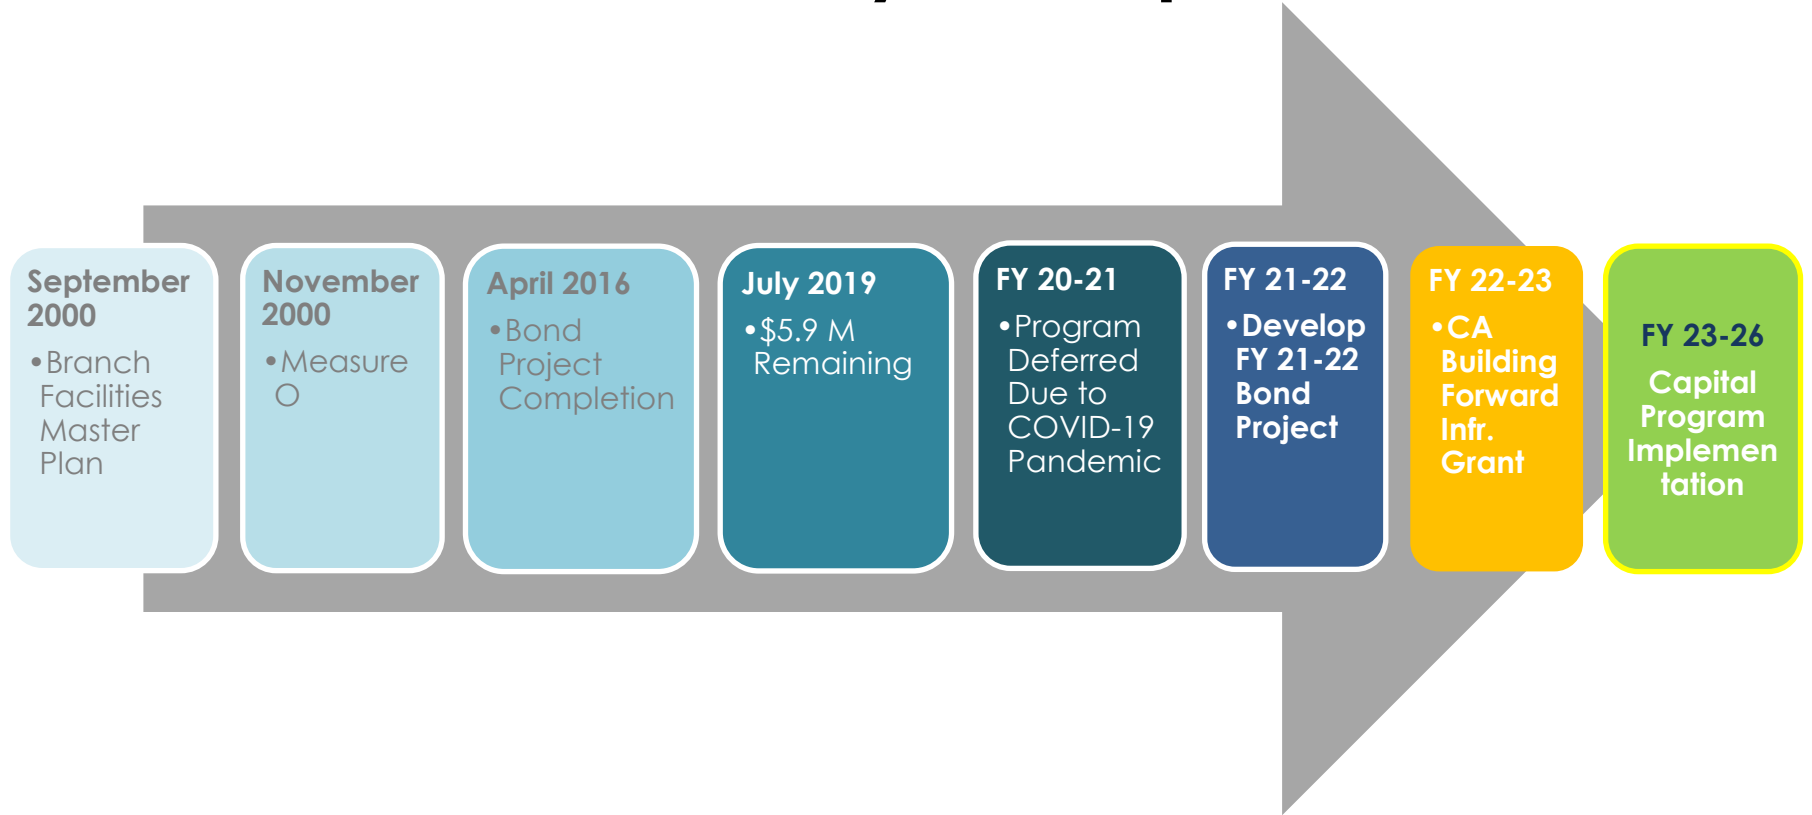 September
2000
•Branch
Facilities
Master
Plan
November
2000
•Measure
O
April 2016
•Bond
Project
Completion
July 2019
•$5.9 M
Remaining
FY 20-21
•Program
Deferred
Due to
COVID-19
Pandemic
FY 21-22
•Develop
FY 21-22
Bond
Project
FY 22-23
•CA
Building
Forward
Infr.
Grant
FY 23-26
Capital
Program
Implemen
tation